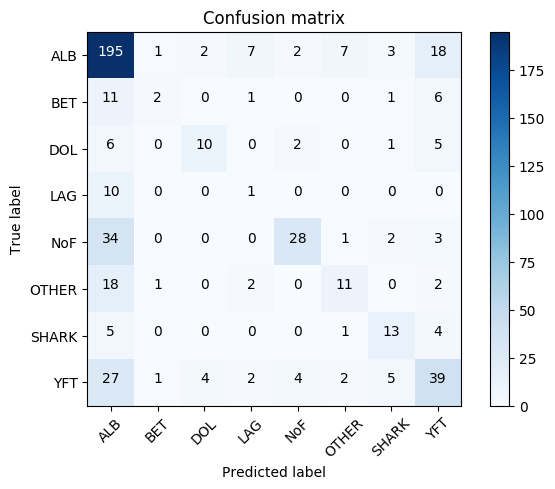 Confusion matrix
True label
ALB 195 1 2 7 2 7 3 18
BET 11 2 0 1 0 0 1 6
DOL 6 0 10 0 2 0 1 5
LAG 10 0 0 1 0 0 0 0
NoF 34 0 0 0 28 1 2 3
OTHER 18 1 0 2 0 11 0 2
SHARK 5 0 0 0 0 1 13 4
YFT 27 1 4 2 4 2 5 39
ALB BET DOL LAG NoF OTHER SHARK YFT
Predicted label
175
150
125
100
75
50
25
0